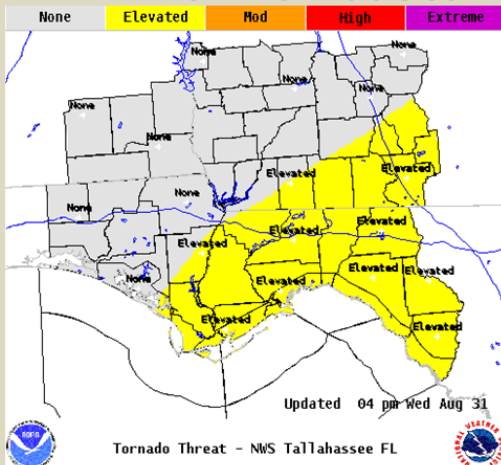 None Elevated Mod High Extreme
None
None
None
None
None
None
Elevated
Elevated
None
None
Elevated
Elevated
Elevated
Elevated
Elevated
None
Elevated
Elevated
Elevated
Updated 04 pm Wed Aug 31
NOAA
Tornado Threat - NWS Tallahassee FL